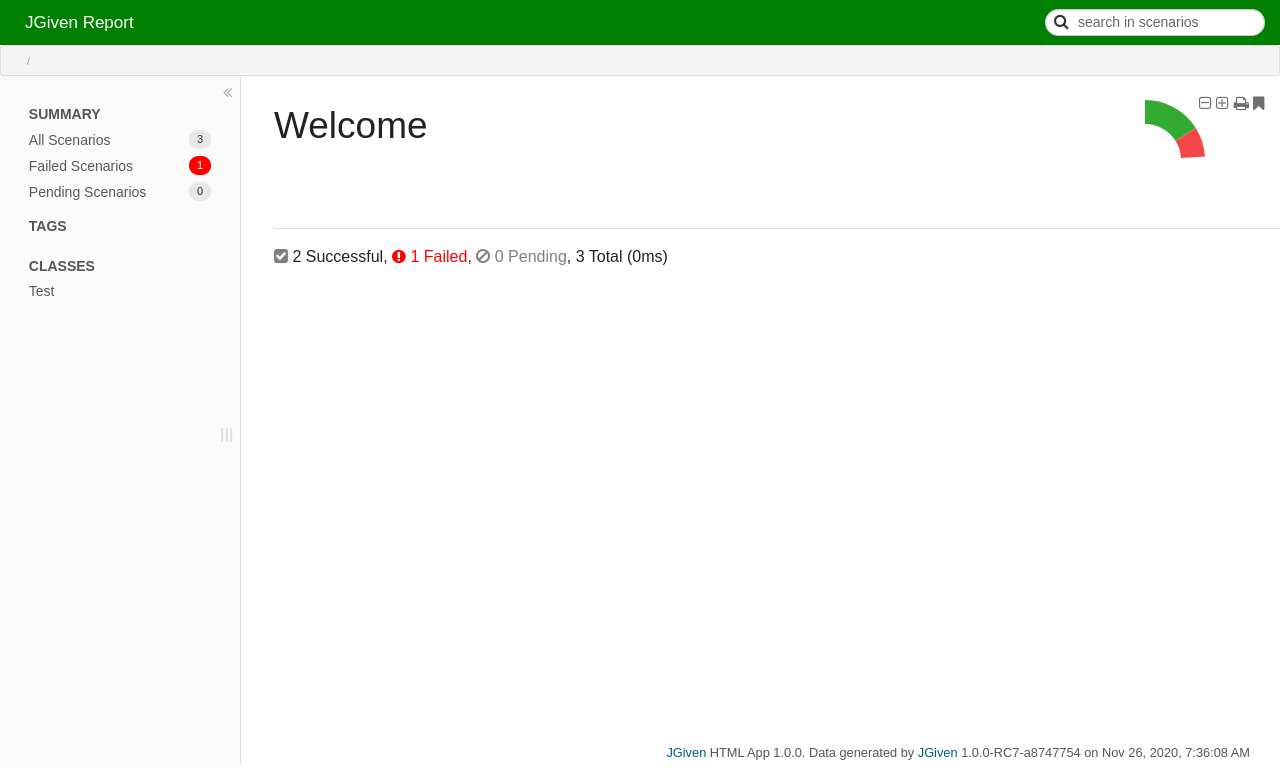 JGiven Report
search in scenarios
/
«
SUMMARY
All Scenarios 3
Failed Scenarios 1
Pending Scenarios 0
TAGS
CLASSES
Test
Welcome
2 Successful, 1 Failed, 0 Pending, 3 Total (0ms)
JGiven HTML App 1.0.0. Data generated by JGiven 1.0.0-RC7-a8747754 on Nov 26, 2020, 7:36:08 AM